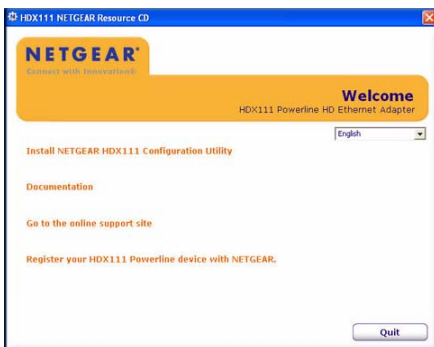 HDX111 NETGEAR Resource CD
NETGEAR®
Connect with Innovation®
Welcome
HDX111 Powerline HD Ethernet Adapter
English
Install NETGEAR HDX111 Configuration Utility
Documentation
Go to the online support site
Register your HDX111 Powerline device with NETGEAR.
Quit